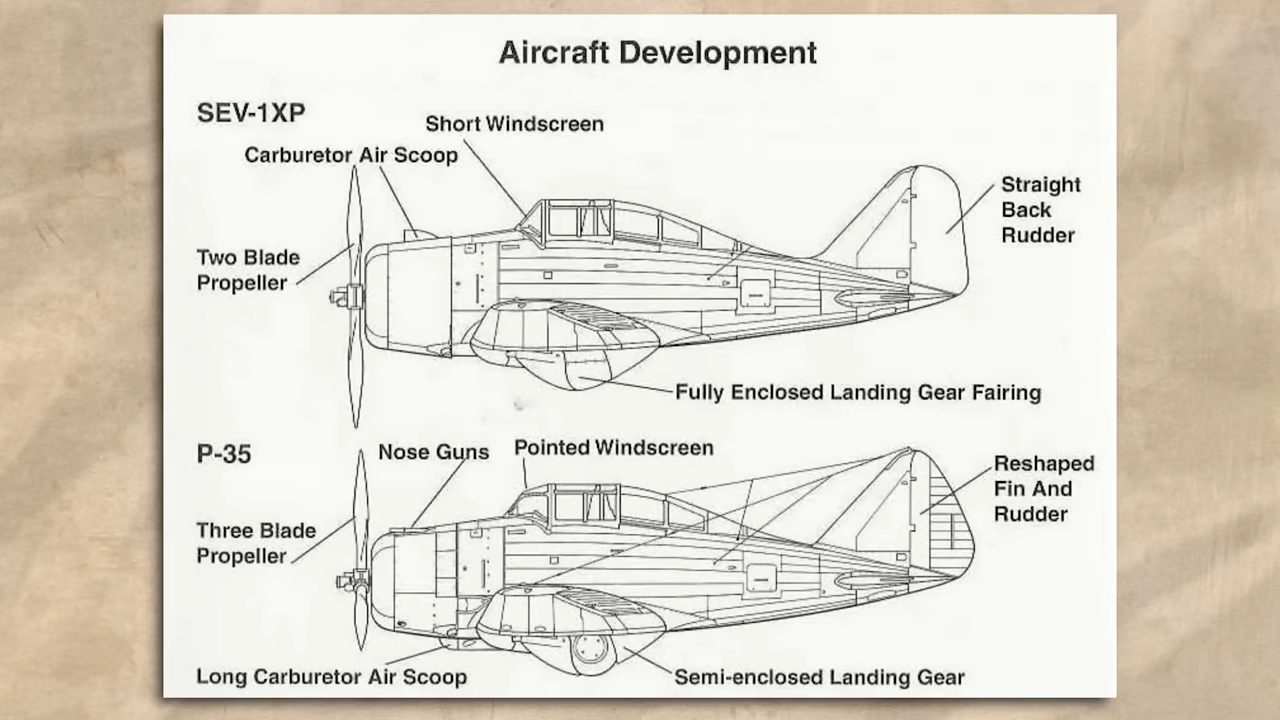 Aircraft Development
SEV-1XP
Short Windscreen
Carburetor Air Scoop
Straight
Back
Rudder
Two Blade
Propeller
Fully Enclosed Landing Gear Fairing
P-35
Nose Guns
Pointed Windscreen
Reshaped
Fin And
Rudder
Three Blade
Propeller
Long Carburetor Air Scoop
Semi-enclosed Landing Gear